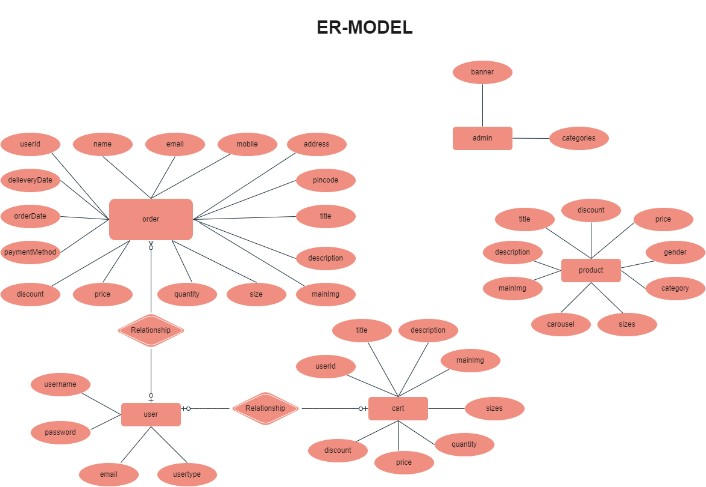 ER-MODEL
banner
admin
categories
userId
name
email
mobile
address
delleveryDate
pincode
orderDate
order
title
paymentMethod
description
discount
price
quantity
size
mainImg
title
discount
price
description
product
gender
mainImg
category
carousel
sizes
Relationship
title
description
userId
mainImg
username
user
Relationship
cart
sizes
password
discount
price
quantity
email
usertype